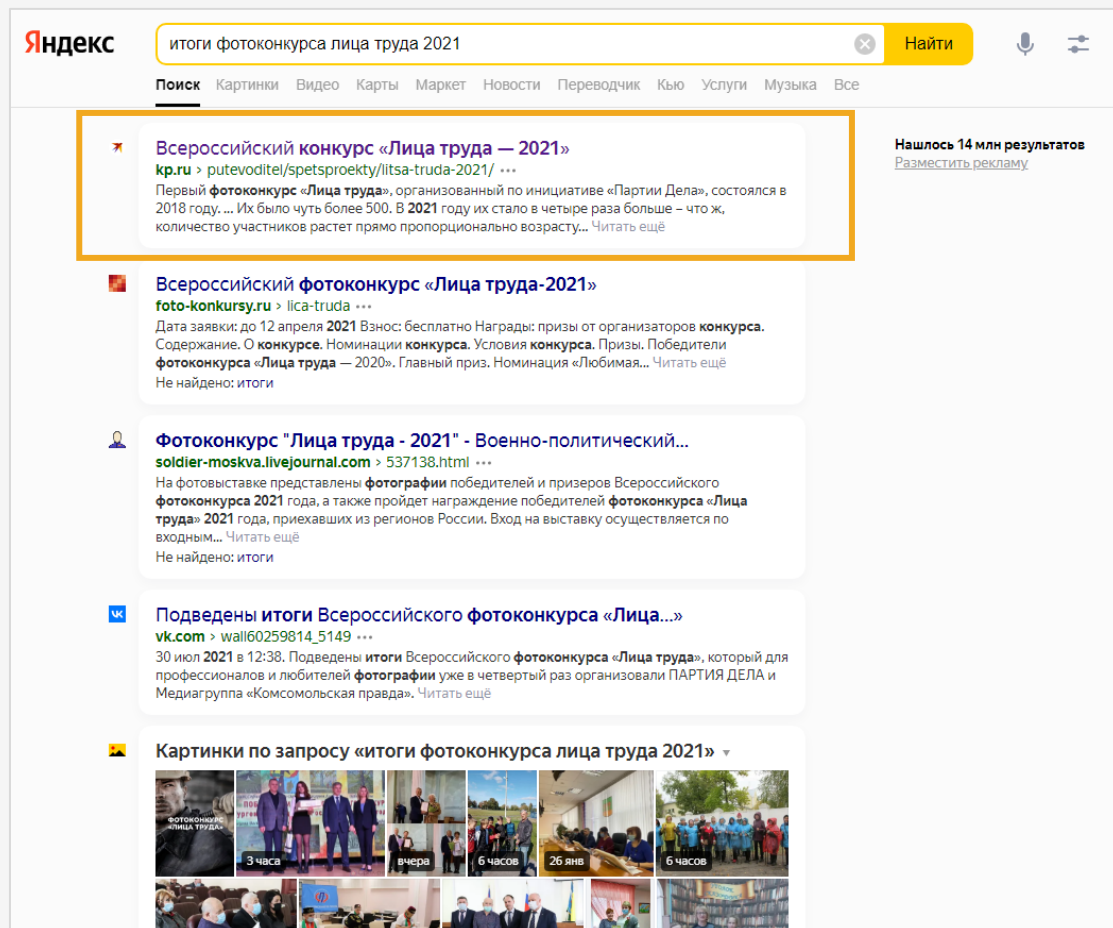 Яндекс
итоги фотоконкурса лица труда 2021
Найти
Поиск Картинки Видео Карты Маркет Новости Переводчик Кью Услуги Музыка Все
Нашлось 14 млн результатов
Разместить рекламу
Всероссийский конкурс «Лица труда — 2021»
kp.ru › putevoditel/spetsproekty/litsa-truda-2021/ •••
Первый фотоконкурс «Лица труда», организованный по инициативе «Партии Дела», состоялся в
2018 году. ... Их было чуть более 500. В 2021 году их стало в четыре раза больше – что ж,
количество участников растет прямо пропорционально возрасту... Читать ещё
Всероссийский фотоконкурс «Лица труда-2021»
foto-konkursy.ru › lica-truda •••
Дата заявки: до 12 апреля 2021 Взнос: бесплатно Награды: призы от организаторов конкурса.
Содержание. О конкурсе. Номинации конкурса. Условия конкурса. Призы. Победители
фотоконкурса «Лица труда — 2020». Главный приз. Номинация «Любимая... Читать ещё
Не найдено: итоги
Фотоконкурс "Лица труда - 2021" - Военно-политический...
soldier-moskva.livejournal.com › 537138.html •••
На фотовыставке представлены фотографии победителей и призеров Всероссийского
фотоконкурса 2021 года, а также пройдет награждение победителей фотоконкурса «Лица
труда» 2021 года, приехавших из регионов России. Вход на выставку осуществляется по
входным... Читать ещё
Не найдено: итоги
Подведены итоги Всероссийского фотоконкурса «Лица...»
vk.com › wall60259814_5149 •••
30 июл 2021 в 12:38. Подведены итоги Всероссийского фотоконкурса «Лица труда», который для
профессионалов и любителей фотографии уже в четвертый раз организовали ПАРТИЯ ДЕЛА и
Медиагруппа «Комсомольская правда». Читать ещё
Картинки по запросу «итоги фотоконкурса лица труда 2021»
ФОТОКОНКУРС
«ЛИЦА ТРУДА»
3 часа
вчера
6 часов
26 янв
6 часов